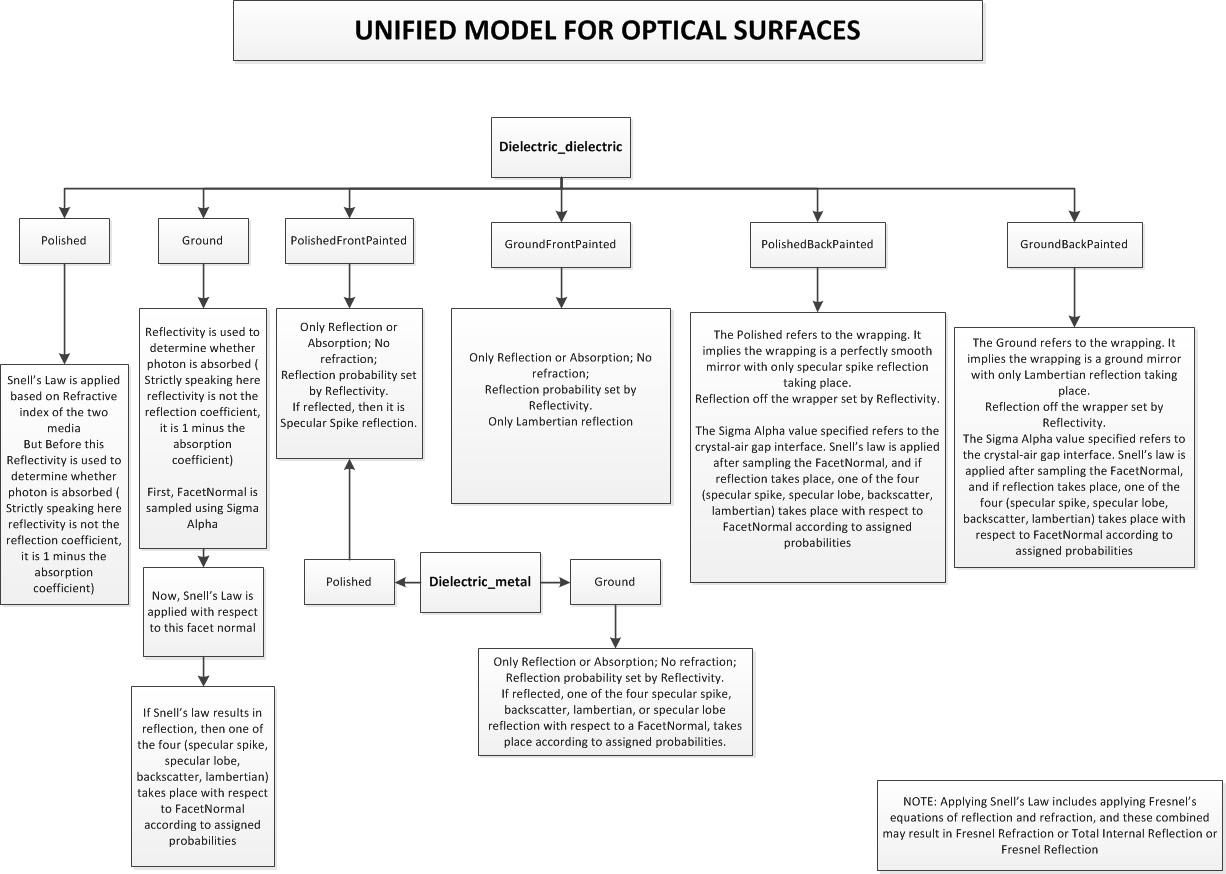 UNIFIED MODEL FOR OPTICAL SURFACES
Dielectric_dielectric
Polished
Ground
PolishedFrontPainted
GroundFrontPainted
PolishedBackPainted
GroundBackPainted
Snell's Law is applied
based on Refractive
index of the two
media
But Before this
Reflectivity is used to
determine whether
photon is absorbed (
Strictly speaking here
reflectivity is not the
reflection coefficient,
it is 1 minus the
absorption
coefficient)
Reflectivity is used to
determine whether
photon is absorbed (
Strictly speaking here
reflectivity is not the
reflection coefficient,
it is 1 minus the
absorption
coefficient)
First, FacetNormal is
sampled using Sigma
Alpha
Now, Snell's Law is
applied with respect
to this facet normal
If Snell's law results in
reflection, then one of
the four (specular spike,
specular lobe,
backscatter, lambertian)
takes place with respect
to FacetNormal
according to assigned
probabilities
Only Reflection or
Absorption; No
refraction;
Reflection probability set
by Reflectivity.
If reflected, then it is
Specular Spike reflection.
Only Reflection or Absorption; No
refraction;
Reflection probability set by
Reflectivity.
Only Lambertian reflection
The Polished refers to the wrapping. It
implies the wrapping is a perfectly smooth
mirror with only specular spike reflection
taking place.
Reflection off the wrapper set by Reflectivity.
The Sigma Alpha value specified refers to the
crystal-air gap interface. Snell's law is applied
after sampling the FacetNormal, and if
reflection takes place, one of the four
(specular spike, specular lobe, backscatter,
lambertian) takes place with respect to
FacetNormal according to assigned
probabilities
The Ground refers to the wrapping. It
implies the wrapping is a ground mirror
with only Lambertian reflection taking
place.
Reflection off the wrapper set by
Reflectivity.
The Sigma Alpha value specified refers to
the crystal-air gap interface. Snell's law is
applied after sampling the FacetNormal,
and if reflection takes place, one of the
four (specular spike, specular lobe,
backscatter, lambertian) takes place with
respect to FacetNormal according to
assigned probabilities
Polished
Dielectric_metal
Ground
Only Reflection or Absorption; No refraction;
Reflection probability set by Reflectivity.
If reflected, one of the four specular spike,
backscatter, lambertian, or specular lobe
reflection with respect to a FacetNormal, takes
place according to assigned probabilities.
NOTE: Applying Snell's Law includes applying Fresnel's
equations of reflection and refraction, and these combined
may result in Fresnel Refraction or Total Internal Reflection or
Fresnel Reflection